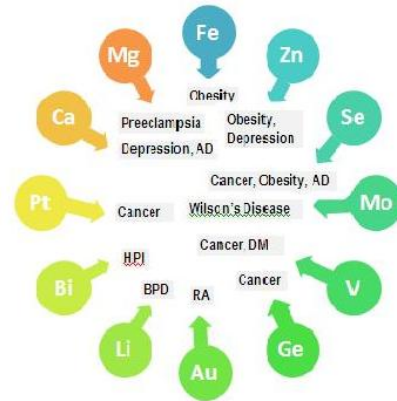 Fe
Mg
Zn
Obesity
Ca
Preeclampsia
Obesity,
Depression
Se
Depression, AD
Cancer, Obesity, AD
Pt
Cancer
Wilson's Disease
Mo
Cancer, DM
HPI
Bi
BPD
RA
Cancer
V
Li
Au
Ge